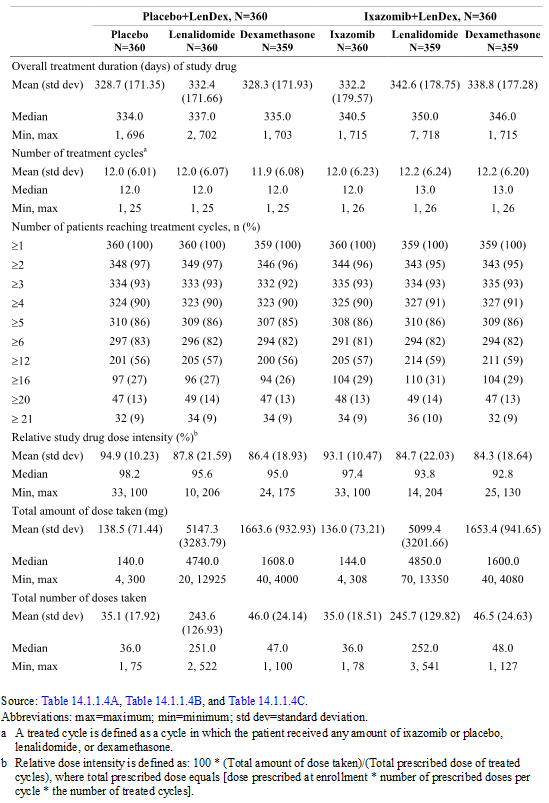 Placebo+LenDex, N=360 Ixazomib+LenDex, N=360
Placebo N=360 Lenalidomide N=360 Dexamethasone N=359 Ixazomib N=360 Lenalidomide N=359 Dexamethasone N=359
Overall treatment duration (days) of study drug
Mean (std dev) 328.7 (171.35) 332.4 (171.66) 328.3 (171.93) 332.2 (179.57) 342.6 (178.75) 338.8 (177.28)
Median 334.0 337.0 335.0 340.5 350.0 346.0
Min, max 1, 696 2, 702 1, 703 1, 715 7, 718 1, 715
Number of treatment cyclesa
Mean (std dev) 12.0 (6.01) 12.0 (6.07) 11.9 (6.08) 12.0 (6.23) 12.2 (6.24) 12.2 (6.20)
Median 12.0 12.0 12.0 12.0 13.0 13.0
Min, max 1, 25 1, 25 1, 25 1, 26 1, 26 1, 26
Number of patients reaching treatment cycles, n (%)
≥1 360 (100) 360 (100) 359 (100) 360 (100) 359 (100) 359 (100)
≥2 348 (97) 349 (97) 346 (96) 344 (96) 343 (95) 343 (95)
≥3 334 (93) 333 (93) 332 (92) 335 (93) 334 (93) 335 (93)
≥4 324 (90) 323 (90) 323 (90) 325 (90) 327 (91) 327 (91)
≥5 310 (86) 309 (86) 307 (85) 308 (86) 310 (86) 309 (86)
≥6 297 (83) 296 (82) 294 (82) 291 (81) 294 (82) 294 (82)
≥12 201 (56) 205 (57) 200 (56) 205 (57) 214 (59) 211 (59)
≥16 97 (27) 96 (27) 94 (26) 104 (29) 110 (31) 104 (29)
≥20 47 (13) 49 (14) 47 (13) 48 (13) 49 (14) 47 (13)
≥ 21 32 (9) 34 (9) 34 (9) 34 (9) 36 (10) 32 (9)
Relative study drug dose intensity (%)b
Mean (std dev) 94.9 (10.23) 87.8 (21.59) 86.4 (18.93) 93.1 (10.47) 84.7 (22.03) 84.3 (18.64)
Median 98.2 95.6 95.0 97.4 93.8 92.8
Min, max 33, 100 10, 206 24, 175 33, 100 14, 204 25, 130
Total amount of dose taken (mg)
Mean (std dev) 138.5 (71.44) 5147.3 (3283.79) 1663.6 (932.93) 136.0 (73.21) 5099.4 (3201.66) 1653.4 (941.65)
Median 140.0 4740.0 1608.0 144.0 4850.0 1600.0
Min, max 4, 300 20, 12925 40, 4000 4, 308 70, 13350 40, 4080
Total number of doses taken
Mean (std dev) 35.1 (17.92) 243.6 (126.93) 46.0 (24.14) 35.0 (18.51) 245.7 (129.82) 46.5 (24.63)
Median 36.0 251.0 47.0 36.0 252.0 48.0
Min, max 1, 75 2, 522 1, 100 1, 78 3, 541 1, 127
Source: Table 14.1.1.4A, Table 14.1.1.4B, and Table 14.1.1.4C.
Abbreviations: max=maximum; min=minimum; std dev=standard deviation.
a A treated cycle is defined as a cycle in which the patient received any amount of ixazomib or placebo,
lenalidomide, or dexamethasone.
b Relative dose intensity is defined as: 100 * (Total amount of dose taken)/(Total prescribed dose of treated
cycles), where total prescribed dose equals [dose prescribed at enrollment * number of prescribed doses per
cycle * the number of treated cycles].